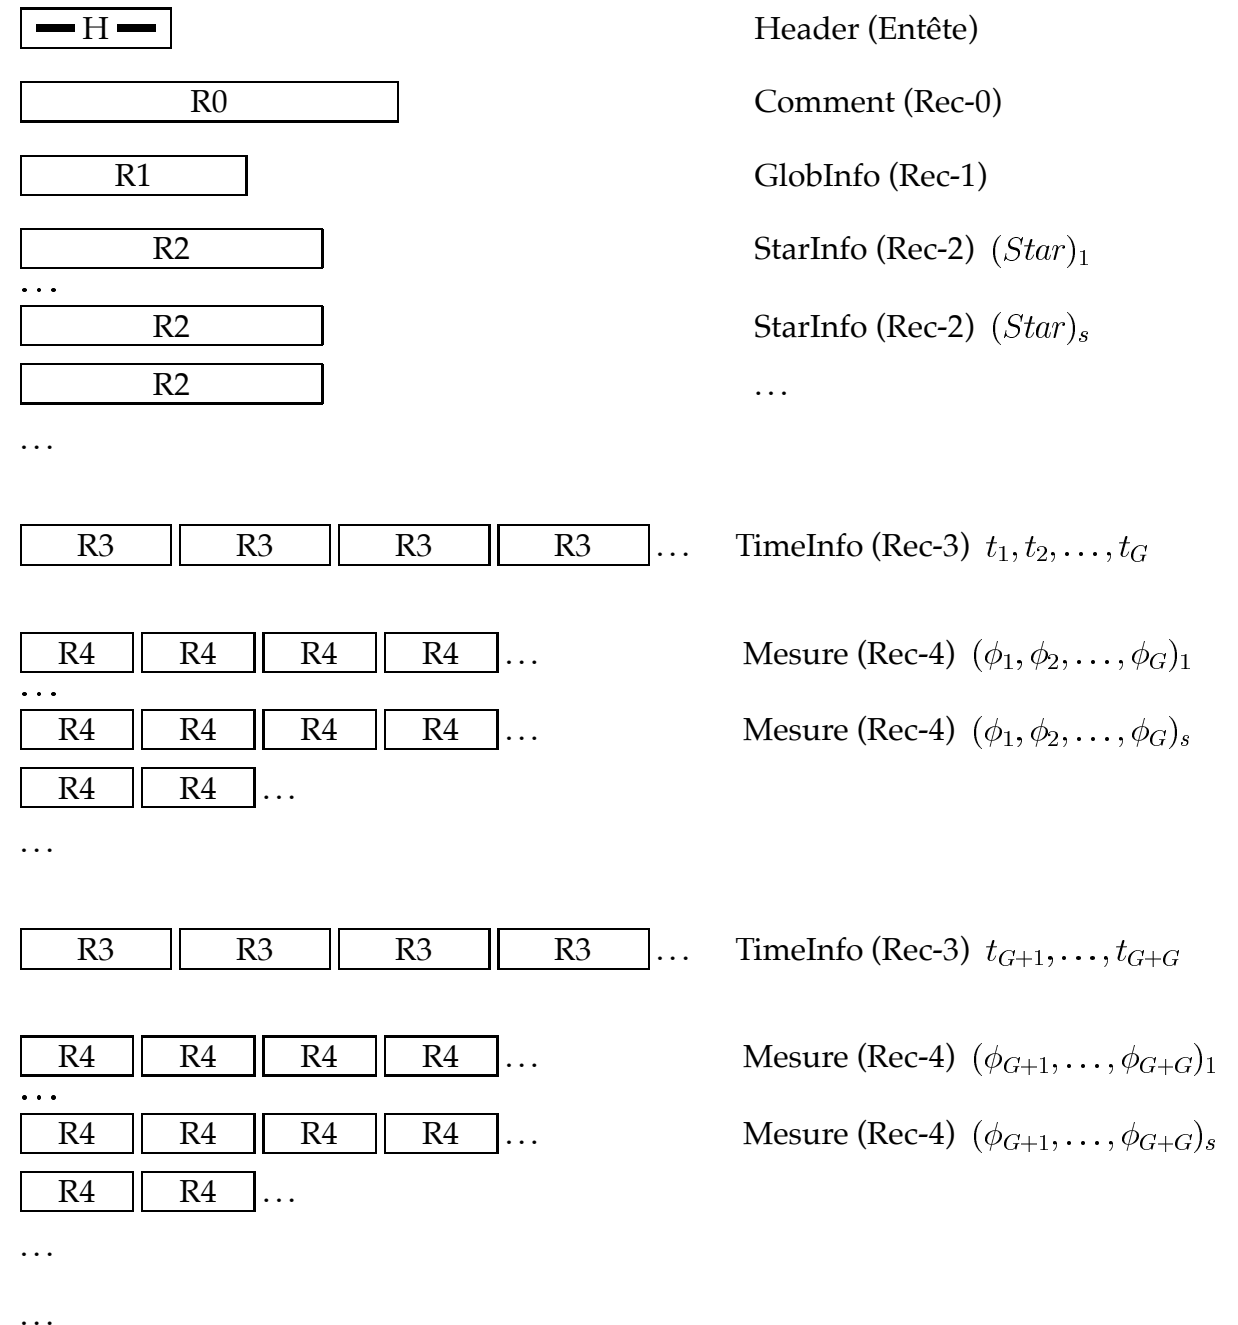 H Header (Entête)
R0 Comment (Rec-0)
R1 GlobInfo (Rec-1)
R2 StarInfo (Rec-2) (Star)₁
...
R2 StarInfo (Rec-2) (Star)ₛ
R2 ...
...
R3 R3 R3 R3 ... TimeInfo (Rec-3) t₁, t₂, ..., t_G
R4 R4 R4 R4 ... Mesure (Rec-4) (ϕ₁, ϕ₂, ..., ϕ_G)₁
...
R4 R4 R4 R4 ... Mesure (Rec-4) (ϕ₁, ϕ₂, ..., ϕ_G)ₛ
R4 R4 ...
...
R3 R3 R3 R3 ... TimeInfo (Rec-3) t_{G+1}, ..., t_{G+G}
R4 R4 R4 R4 ... Mesure (Rec-4) (ϕ_{G+1}, ..., ϕ_{G+G})₁
...
R4 R4 R4 R4 ... Mesure (Rec-4) (ϕ_{G+1}, ..., ϕ_{G+G})ₛ
R4 R4 ...
...
...